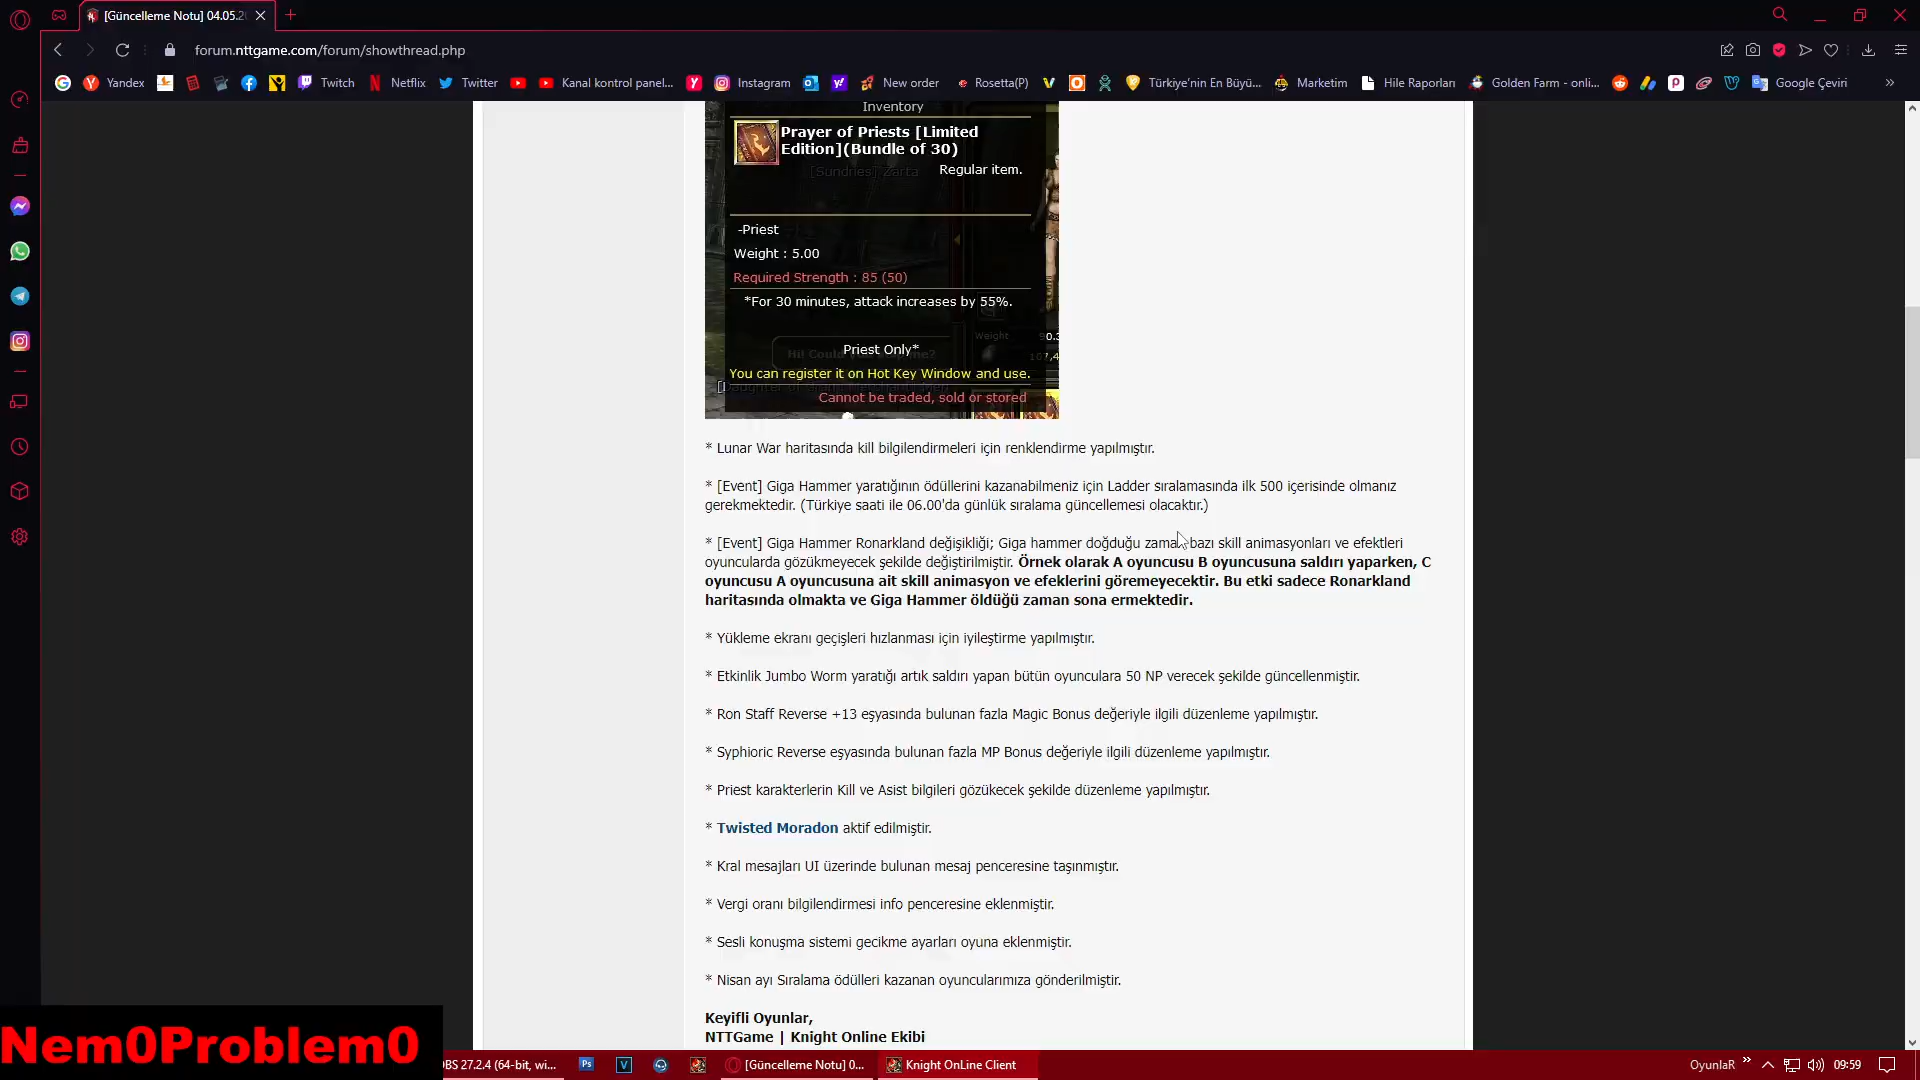 [Güncelleme Notu] 04.05.20
forum.nttgame.com/forum/showthread.php
Yandex
Twitch
Netflix
Twitter
Kanal kontrol panel...
Instagram
New order
Rosetta(P)
Türkiye'nin En Büyü...
Marketim
Hile Raporları
Golden Farm - onli...
Google Çeviri
Inventory
Prayer of Priests [Limited
Edition](Bundle of 30)
[Sundries] Zarta
Regular item.
-Priest
Weight : 5.00
Required Strength : 85 (50)
*For 30 minutes, attack increases by 55%.
Weight
Priest Only*
You can register it on Hot Key Window and use.
Cannot be traded, sold or stored
* Lunar War haritasında kill bilgilendirmeleri için renklendirme yapılmıştır.
* [Event] Giga Hammer yaratığının ödüllerini kazanabilmeniz için Ladder sıralamasında ilk 500 içerisinde olmanız
gerekmektedir. (Türkiye saati ile 06.00'da günlük sıralama güncellemesi olacaktır.)
* [Event] Giga Hammer Ronarkland değişikliği; Giga hammer doğduğu zaman bazı skill animasyonları ve efektleri
oyuncularda gözükmeyecek şekilde değiştirilmiştir. Örnek olarak A oyuncusu B oyuncusuna saldırı yaparken, C
oyuncusu A oyuncusuna ait skill animasyon ve efeklerini göremeyecektir. Bu etki sadece Ronarkland
haritasında olmakta ve Giga Hammer öldüğü zaman sona ermektedir.
* Yükleme ekranı geçişleri hızlanması için iyileştirme yapılmıştır.
* Etkinlik Jumbo Worm yaratığı artık saldırı yapan bütün oyunculara 50 NP verecek şekilde güncellenmiştir.
* Ron Staff Reverse +13 eşyasında bulunan fazla Magic Bonus değeriyle ilgili düzenleme yapılmıştır.
* Syphioric Reverse eşyasında bulunan fazla MP Bonus değeriyle ilgili düzenleme yapılmıştır.
* Priest karakterlerin Kill ve Asist bilgileri gözükecek şekilde düzenleme yapılmıştır.
* Twisted Moradon aktif edilmiştir.
* Kral mesajları UI üzerinde bulunan mesaj penceresine taşınmıştır.
* Vergi oranı bilgilendirmesi info penceresine eklenmiştir.
* Sesli konuşma sistemi gecikme ayarları oyuna eklenmiştir.
* Nisan ayı Sıralama ödülleri kazanan oyuncularımıza gönderilmiştir.
Keyifli Oyunlar,
NTTGame | Knight Online Ekibi
Nem0Problem0
OBS 27.2.4 (64-bit, wi...
[Güncelleme Notu] 0...
Knight OnLine Client
OyunlaR
09:59